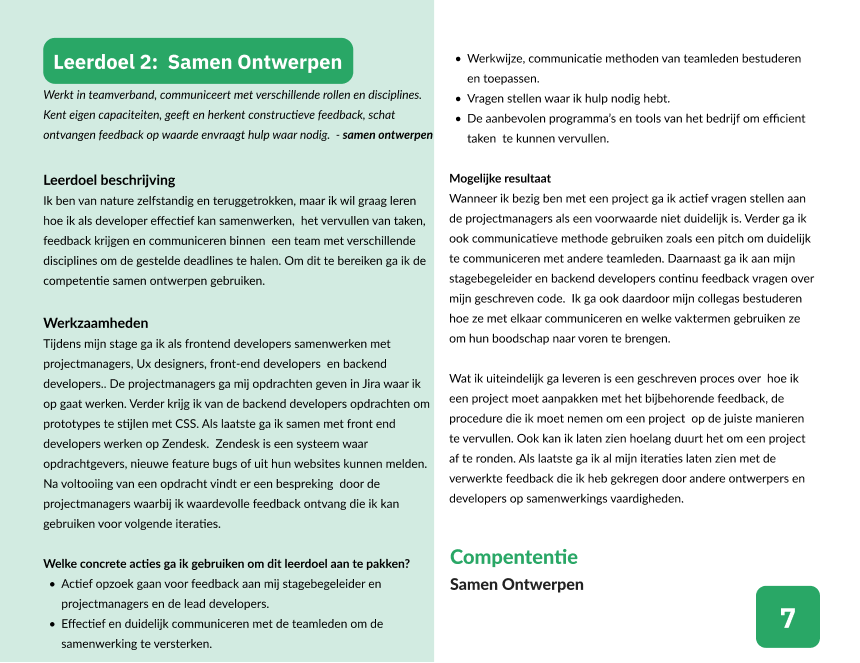 Leerdoel 2:  Samen Ontwerpen
Werkt in teamverband, communiceert met verschillende rollen en disciplines.
Kent eigen capaciteiten, geeft en herkent constructieve feedback, schat
ontvangen feedback op waarde envraagt hulp waar nodig.  - samen ontwerpen
Leerdoel beschrijving
Ik ben van nature zelfstandig en teruggetrokken, maar ik wil graag leren
hoe ik als developer effectief kan samenwerken,  het vervullen van taken,
feedback krijgen en communiceren binnen  een team met verschillende
disciplines om de gestelde deadlines te halen. Om dit te bereiken ga ik de
competentie samen ontwerpen gebruiken.
Werkzaamheden
Tijdens mijn stage ga ik als frontend developers samenwerken met
projectmanagers, Ux designers, front-end developers  en backend
developers.. De projectmanagers ga mij opdrachten geven in Jira waar ik
op gaat werken. Verder krijg ik van de backend developers opdrachten om
prototypes te stijlen met CSS. Als laatste ga ik samen met front end
developers werken op Zendesk.  Zendesk is een systeem waar
opdrachtgevers, nieuwe feature bugs of uit hun websites kunnen melden.
Na voltooiing van een opdracht vindt er een bespreking  door de
projectmanagers waarbij ik waardevolle feedback ontvang die ik kan
gebruiken voor volgende iteraties.
Welke concrete acties ga ik gebruiken om dit leerdoel aan te pakken?
• Actief opzoek gaan voor feedback aan mij stagebegeleider en
projectmanagers en de lead developers.
• Effectief en duidelijk communiceren met de teamleden om de
samenwerking te versterken.
• Werkwijze, communicatie methoden van teamleden bestuderen
en toepassen.
• Vragen stellen waar ik hulp nodig hebt.
• De aanbevolen programma's en tools van het bedrijf om efficient
taken  te kunnen vervullen.
Mogelijke resultaat
Wanneer ik bezig ben met een project ga ik actief vragen stellen aan
de projectmanagers als een voorwaarde niet duidelijk is. Verder ga ik
ook communicatieve methode gebruiken zoals een pitch om duidelijk
te communiceren met andere teamleden. Daarnaast ga ik aan mijn
stagebegeleider en backend developers continu feedback vragen over
mijn geschreven code.  Ik ga ook daardoor mijn collegas bestuderen
hoe ze met elkaar communiceren en welke vaktermen gebruiken ze
om hun boodschap naar voren te brengen.
Wat ik uiteindelijk ga leveren is een geschreven proces over  hoe ik
een project moet aanpakken met het bijbehorende feedback, de
procedure die ik moet nemen om een project  op de juiste manieren
te vervullen. Ook kan ik laten zien hoelang duurt het om een project
af te ronden. Als laatste ga ik al mijn iteraties laten zien met de
verwerkte feedback die ik heb gekregen door andere ontwerpers en
developers op samenwerkings vaardigheden.
Compententie
Samen Ontwerpen
7